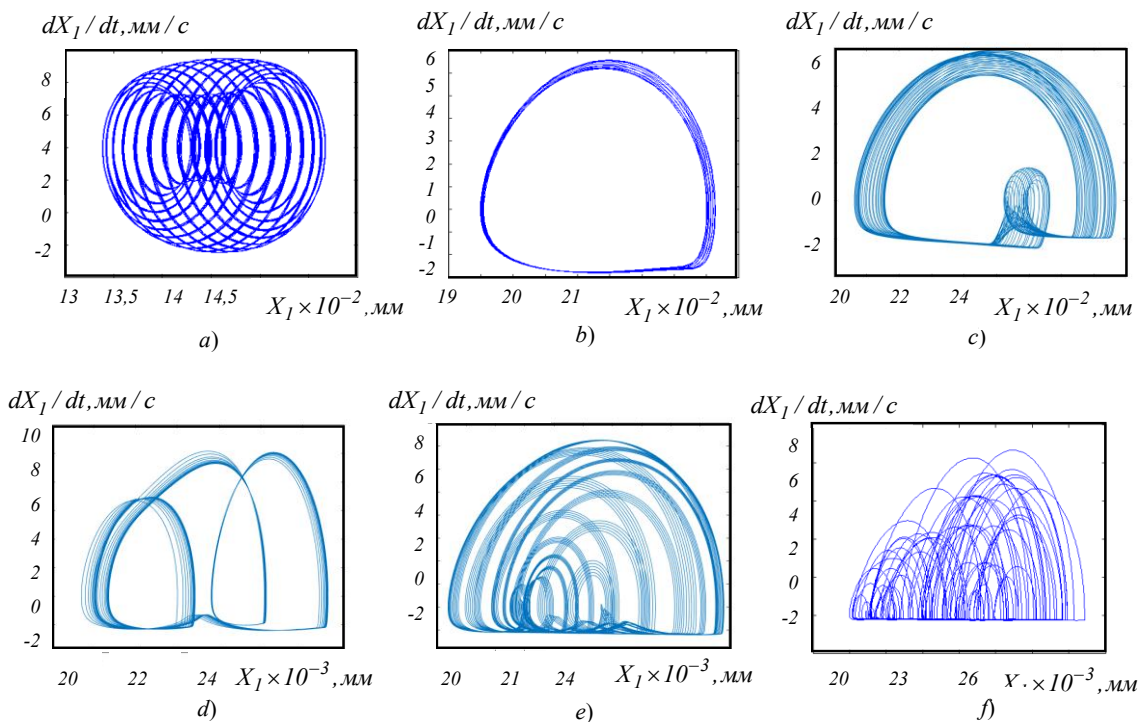 dX₁ / dt, мм / с
8
6
4
2
0
-2
13 13,5 14 14,5 X₁ × 10⁻² , мм
a)
dX₁ / dt, мм / с
6
5
4
3
2
1
0
-1
-2
19 20 21 X₁ × 10⁻² , мм
b)
dX₁ / dt, мм / с
6
4
2
0
-2
20 22 24 X₁ × 10⁻² , мм
c)
dX₁ / dt, мм / с
10
8
6
4
2
0
-2
20 22 24 X₁ × 10⁻³ , мм
d)
dX₁ / dt, мм / с
8
6
4
2
0
-2
20 21 24 X₁ × 10⁻³ , мм
e)
dX₁ / dt, мм / с
8
6
4
2
0
-2
20 23 26 × 10⁻³ , мм
f)